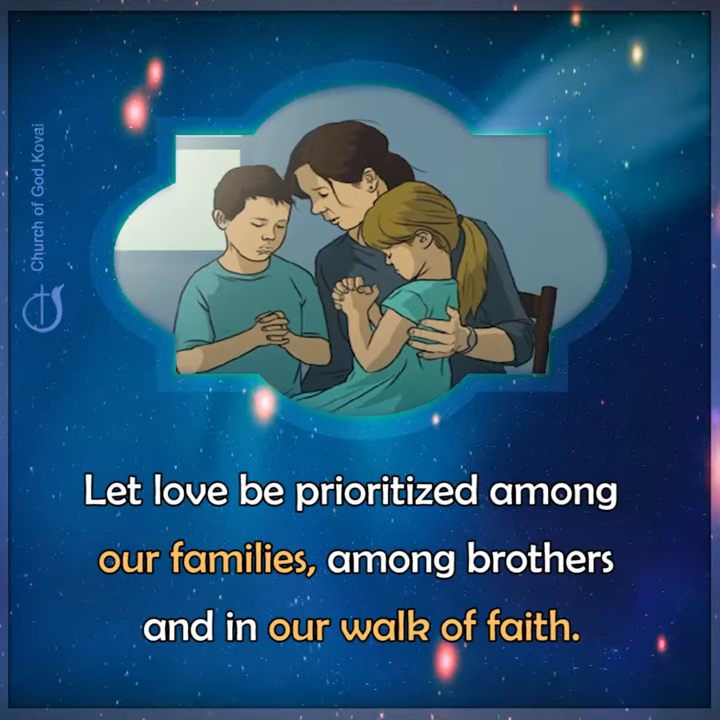 Church of God,Kovai
Let love be prioritized among
our families, among brothers
and in our walk of faith.